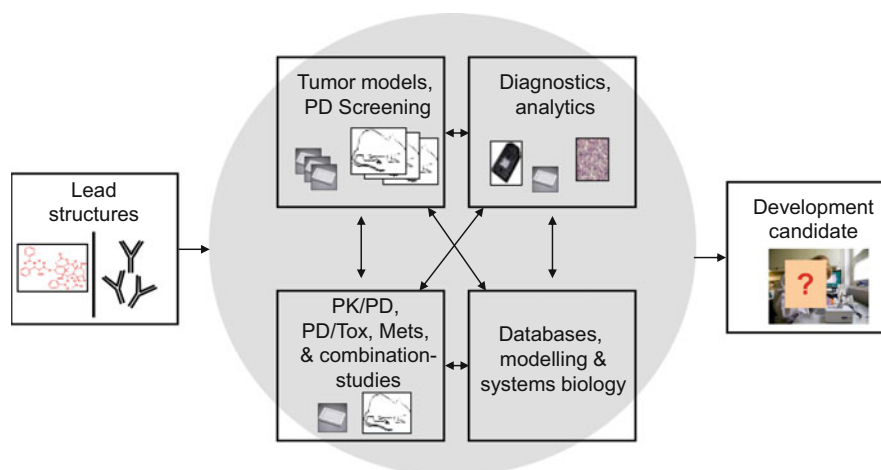 Tumor models,
PD Screening
Diagnostics,
analytics
Lead
structures
Development
candidate
?
PK/PD,
PD/Tox, Mets,
& combination-
studies
Databases,
modelling &
systems biology